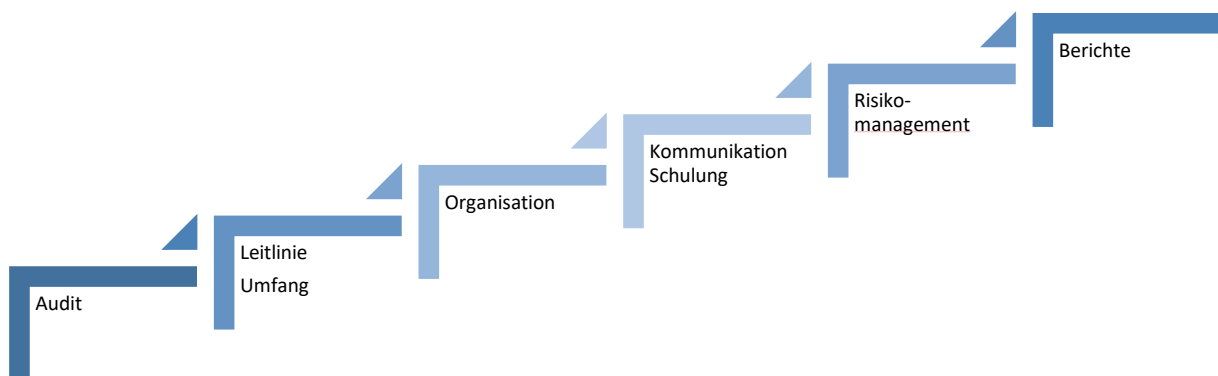 Audit
Leitlinie
Umfang
Organisation
Kommunikation
Schulung
Risiko-
management
Berichte